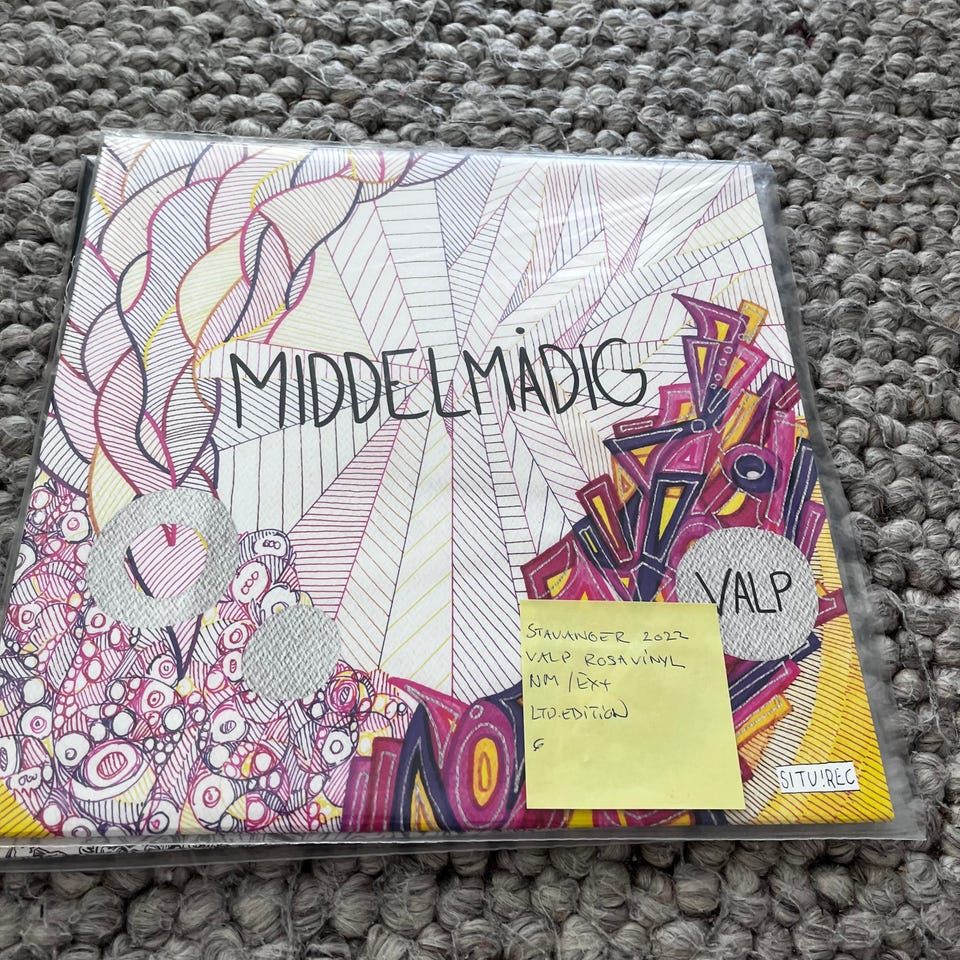 MIDDELMÅDIG
VALP
STAVANGER 2022
VALP ROSA VINYL
NM / EX+
LTD. EDITION
SITU!REC